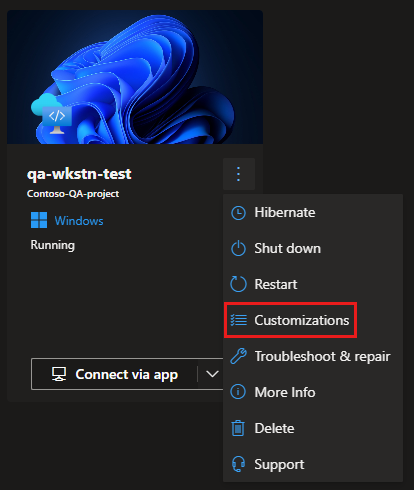 qa-wkstn-test
Contoso-QA-project
Windows
Running
Hibernate
Shut down
Restart
Customizations
Troubleshoot & repair
More Info
Delete
Support
Connect via app